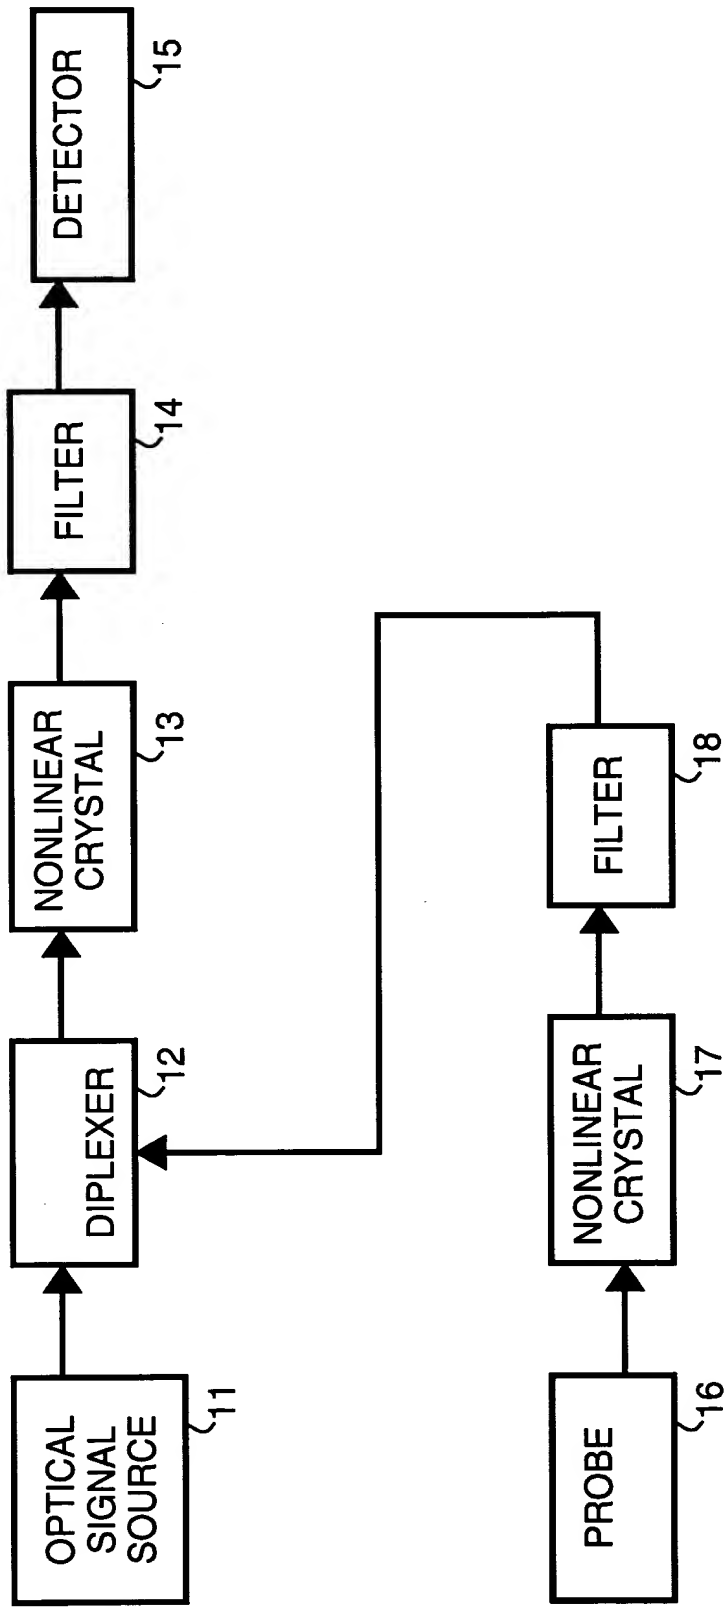 OPTICAL
SIGNAL
SOURCE
11
DIPLEXER
12
NONLINEAR
CRYSTAL
13
FILTER
14
DETECTOR
15
PROBE
16
NONLINEAR
CRYSTAL
17
FILTER
18